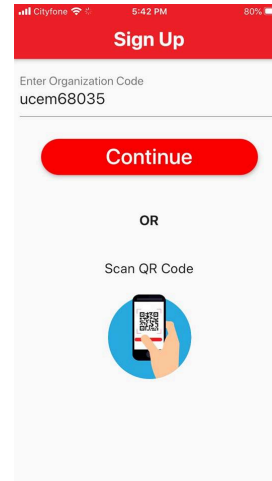 Cityfone 5:42 PM 80%
Sign Up
Enter Organization Code
ucem68035
Continue
OR
Scan QR Code